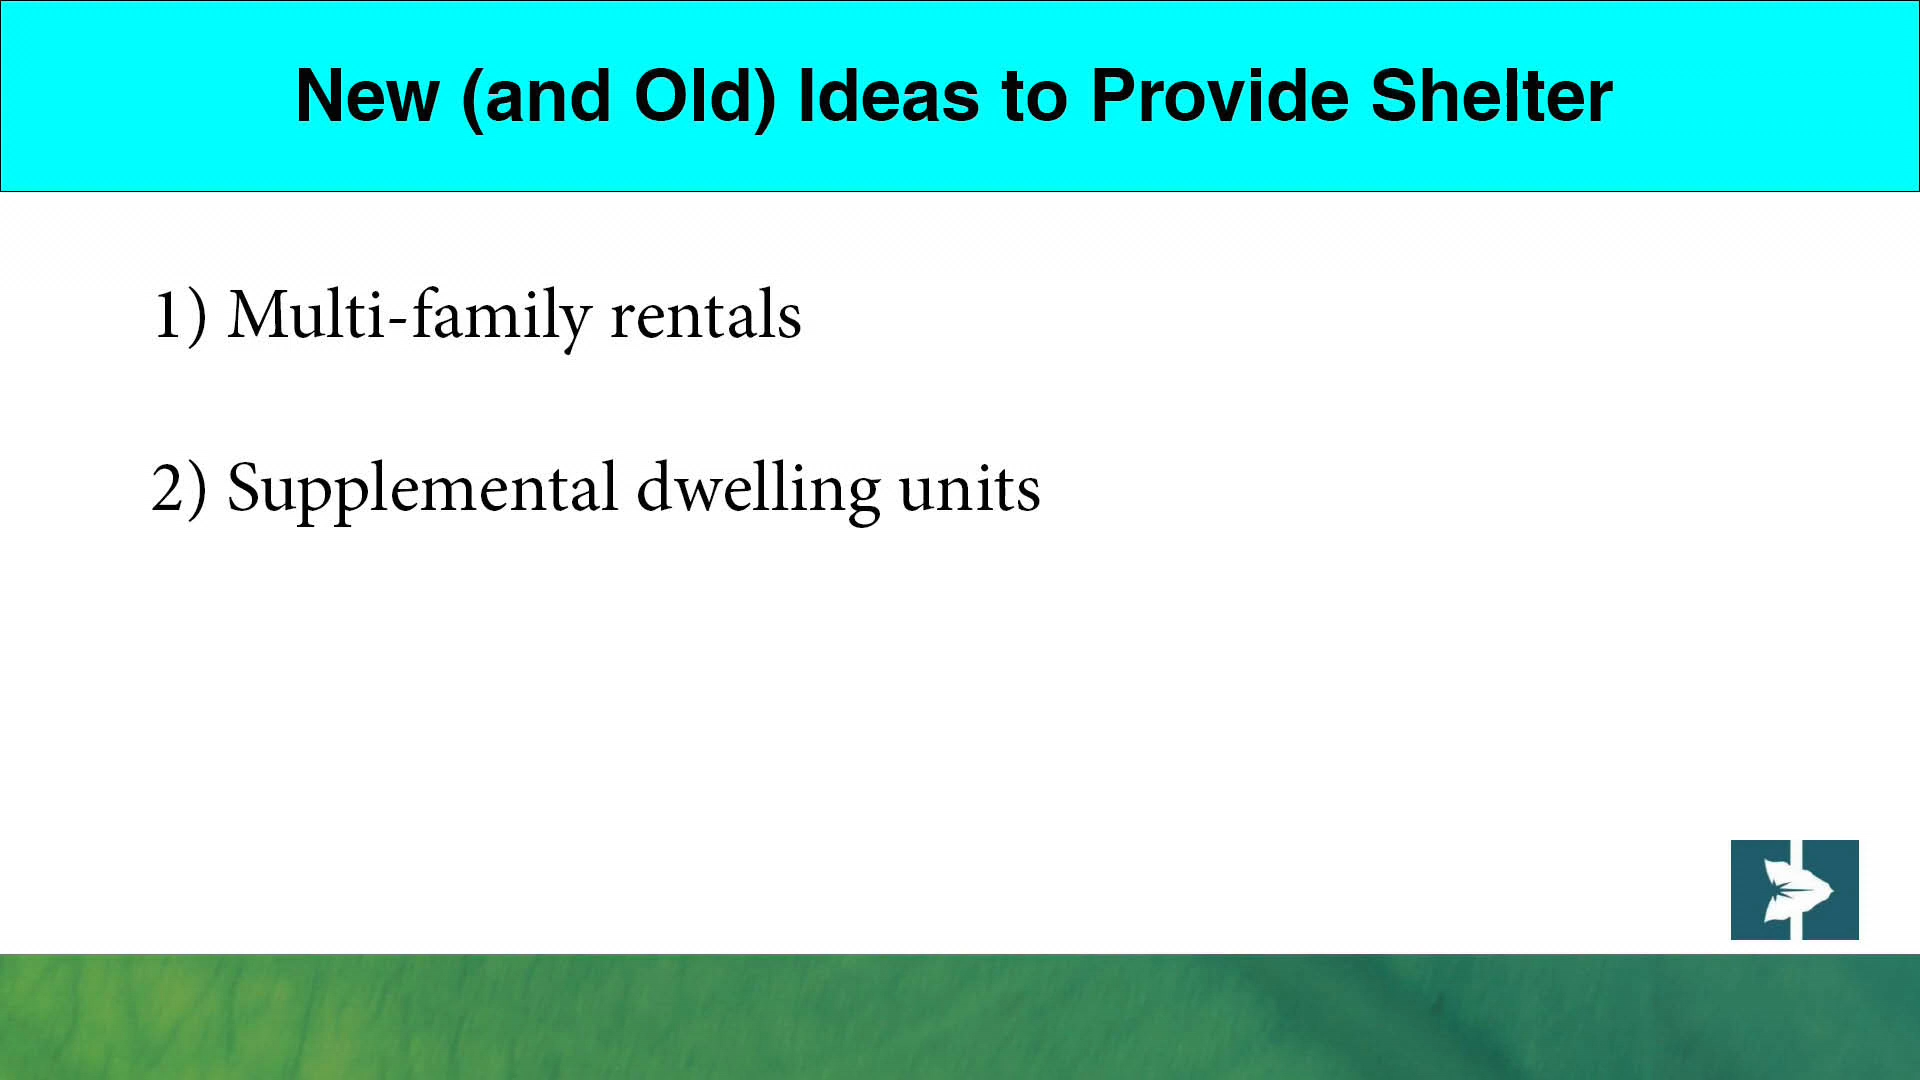 New (and Old) Ideas to Provide Shelter
1) Multi-family rentals
2) Supplemental dwelling units